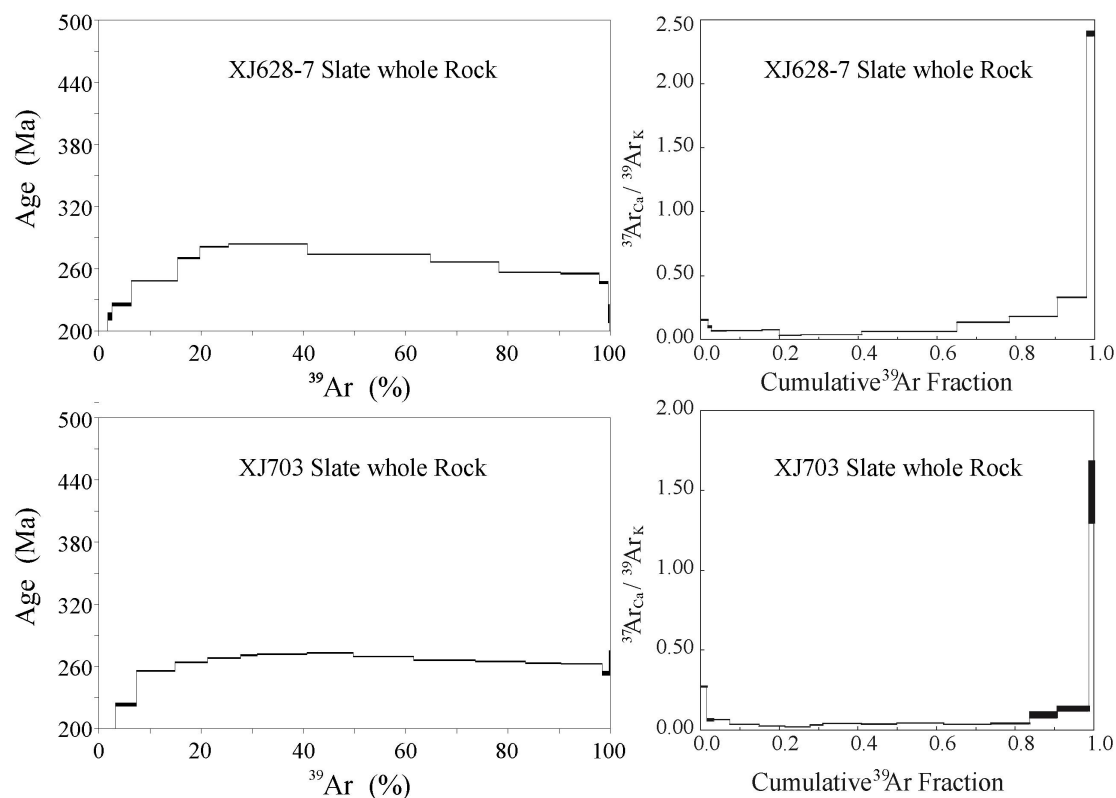 500
440
380
320
260
200
Age (Ma)
XJ628-7 Slate whole Rock
0 20 40 60 80 100
³⁹Ar (%)
2.50
2.00
1.50
1.00
0.50
0.00
³⁷ArCa/ ³⁹ArK
XJ628-7 Slate whole Rock
0.0 0.2 0.4 0.6 0.8 1.0
Cumulative³⁹Ar Fraction
500
440
380
320
260
200
Age (Ma)
XJ703 Slate whole Rock
0 20 40 60 80 100
³⁹Ar (%)
2.00
1.50
1.00
0.50
0.00
³⁷ArCa/ ³⁹ArK
XJ703 Slate whole Rock
0.0 0.2 0.4 0.6 0.8 1.0
Cumulative³⁹Ar Fraction